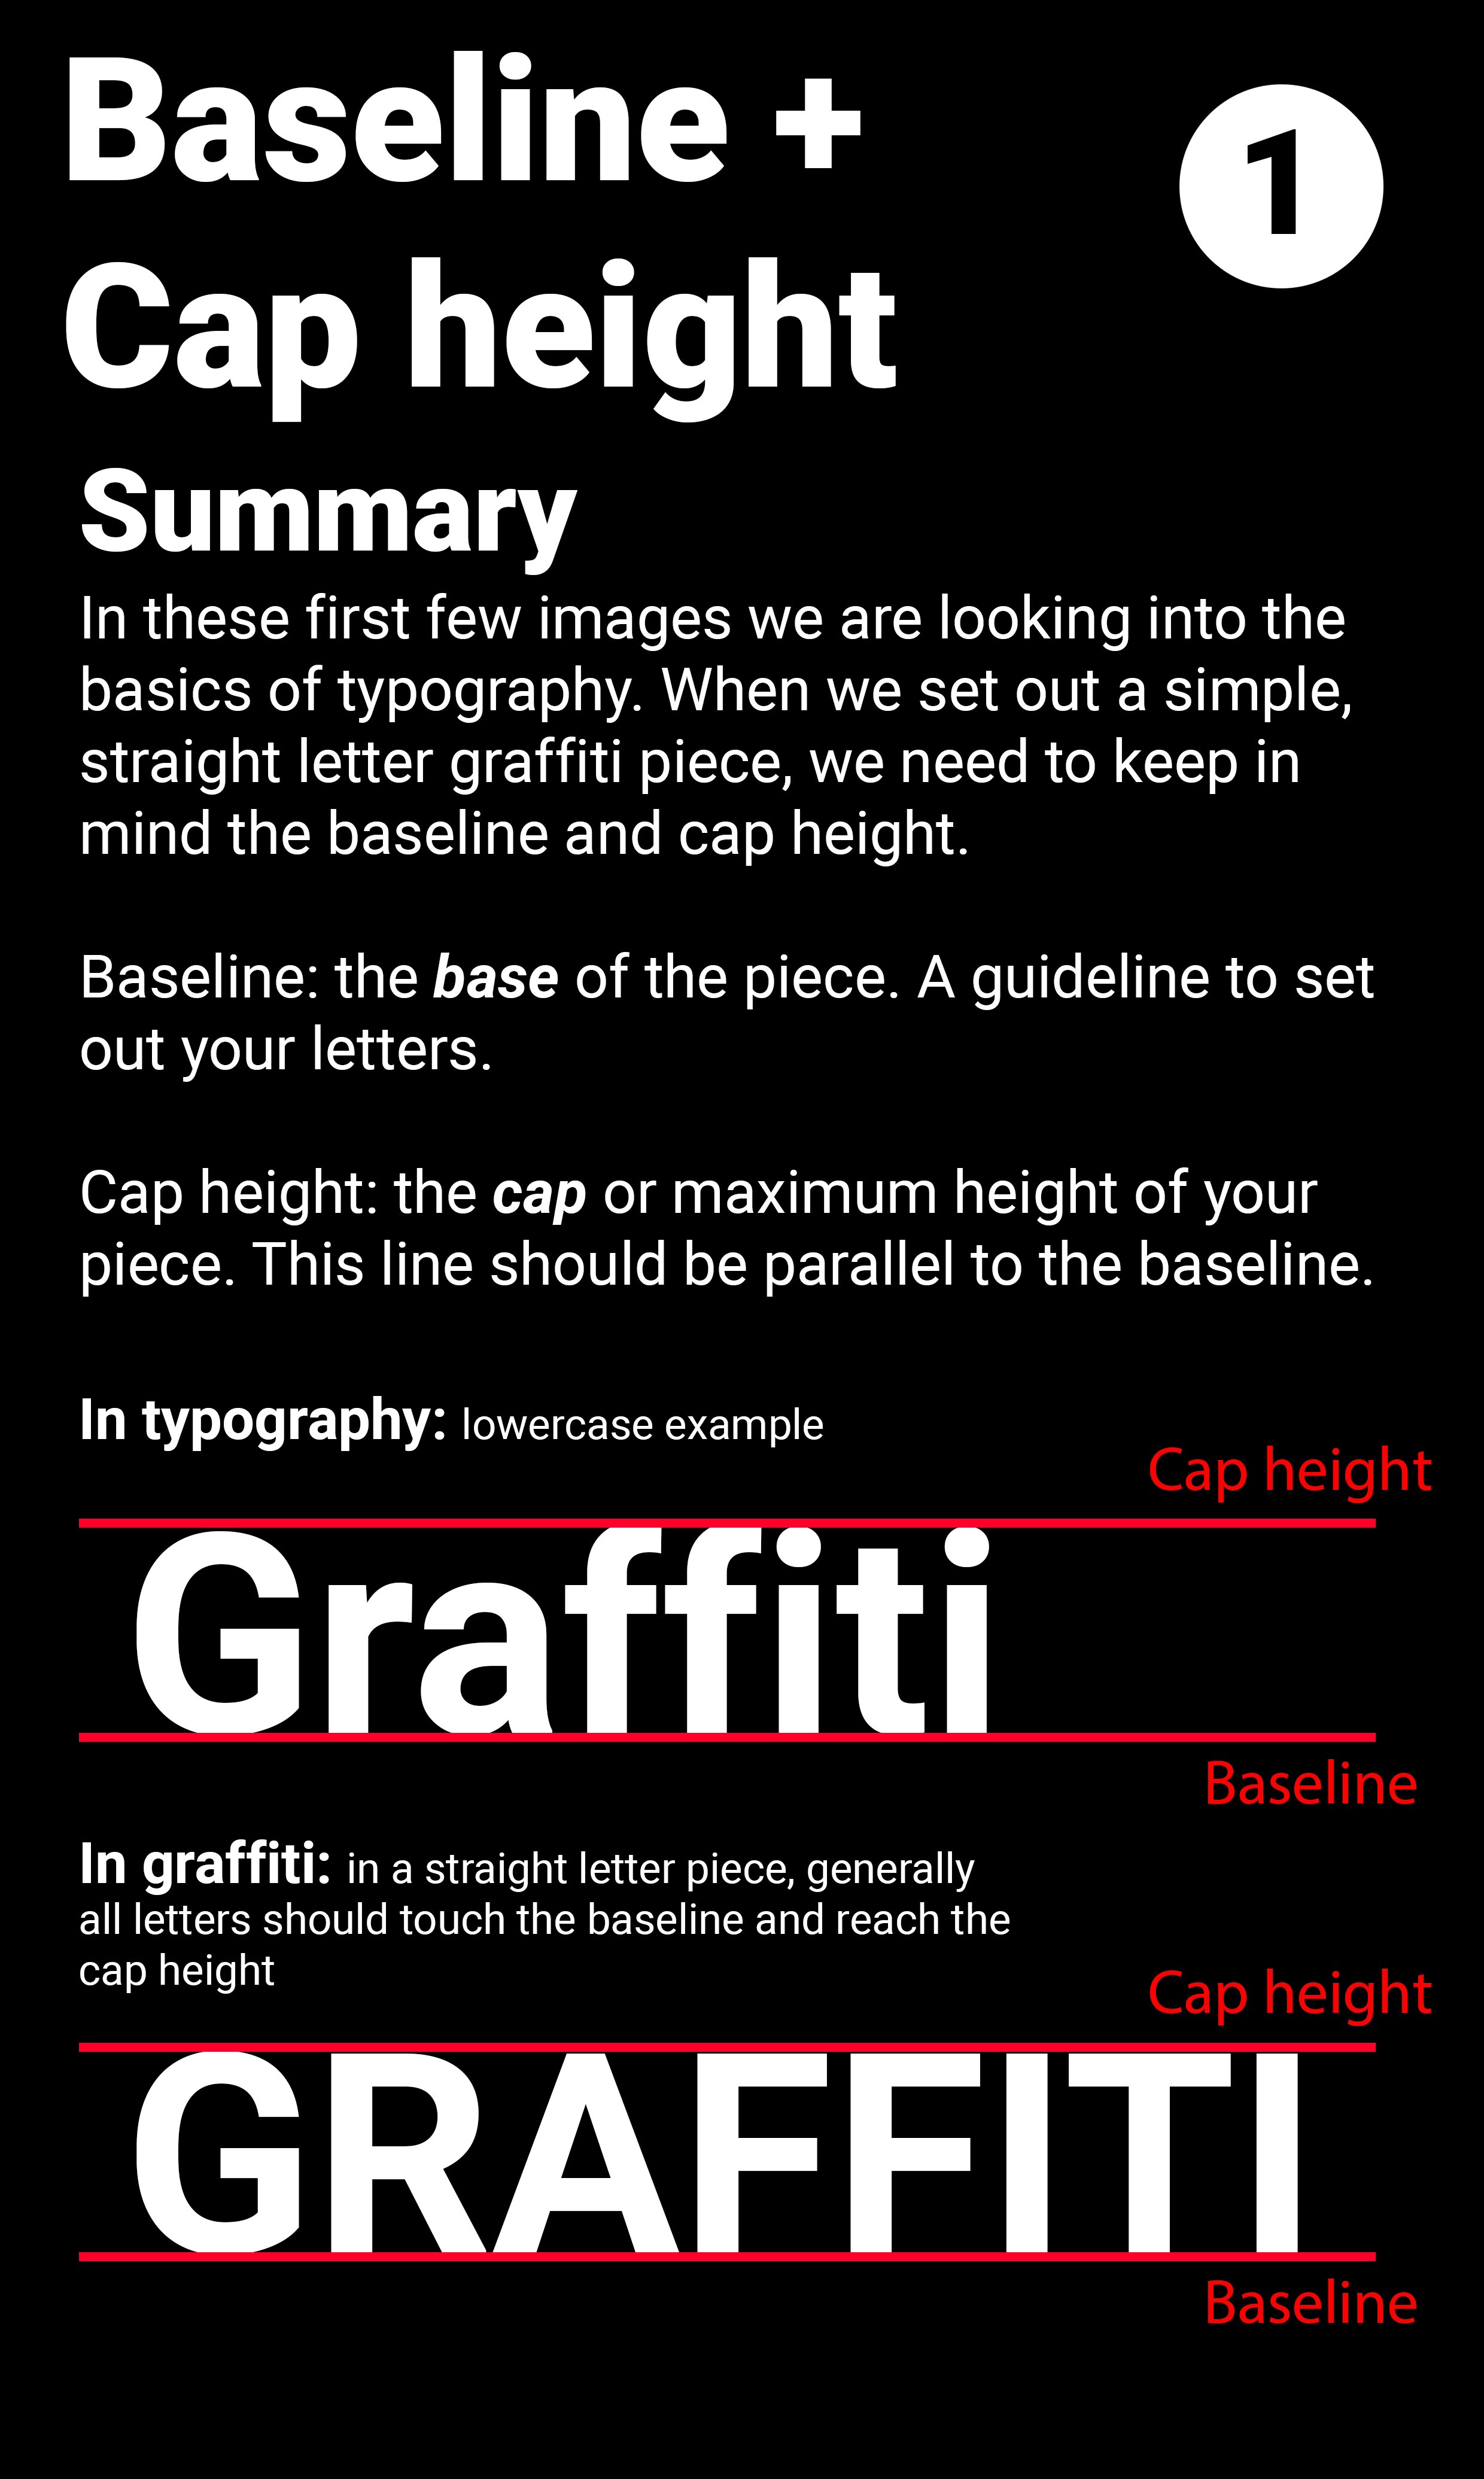 Baseline +
1
Cap height
Summary
In these first few images we are looking into the
basics of typography. When we set out a simple,
straight letter graffiti piece, we need to keep in
mind the baseline and cap height.
Baseline: the base of the piece. A guideline to set
out your letters.
Cap height: the cap or maximum height of your
piece. This line should be parallel to the baseline.
In typography: lowercase example
Cap height
Graffiti
Baseline
In graffiti: in a straight letter piece, generally
all letters should touch the baseline and reach the
cap height
Cap height
GRAFFITI
Baseline